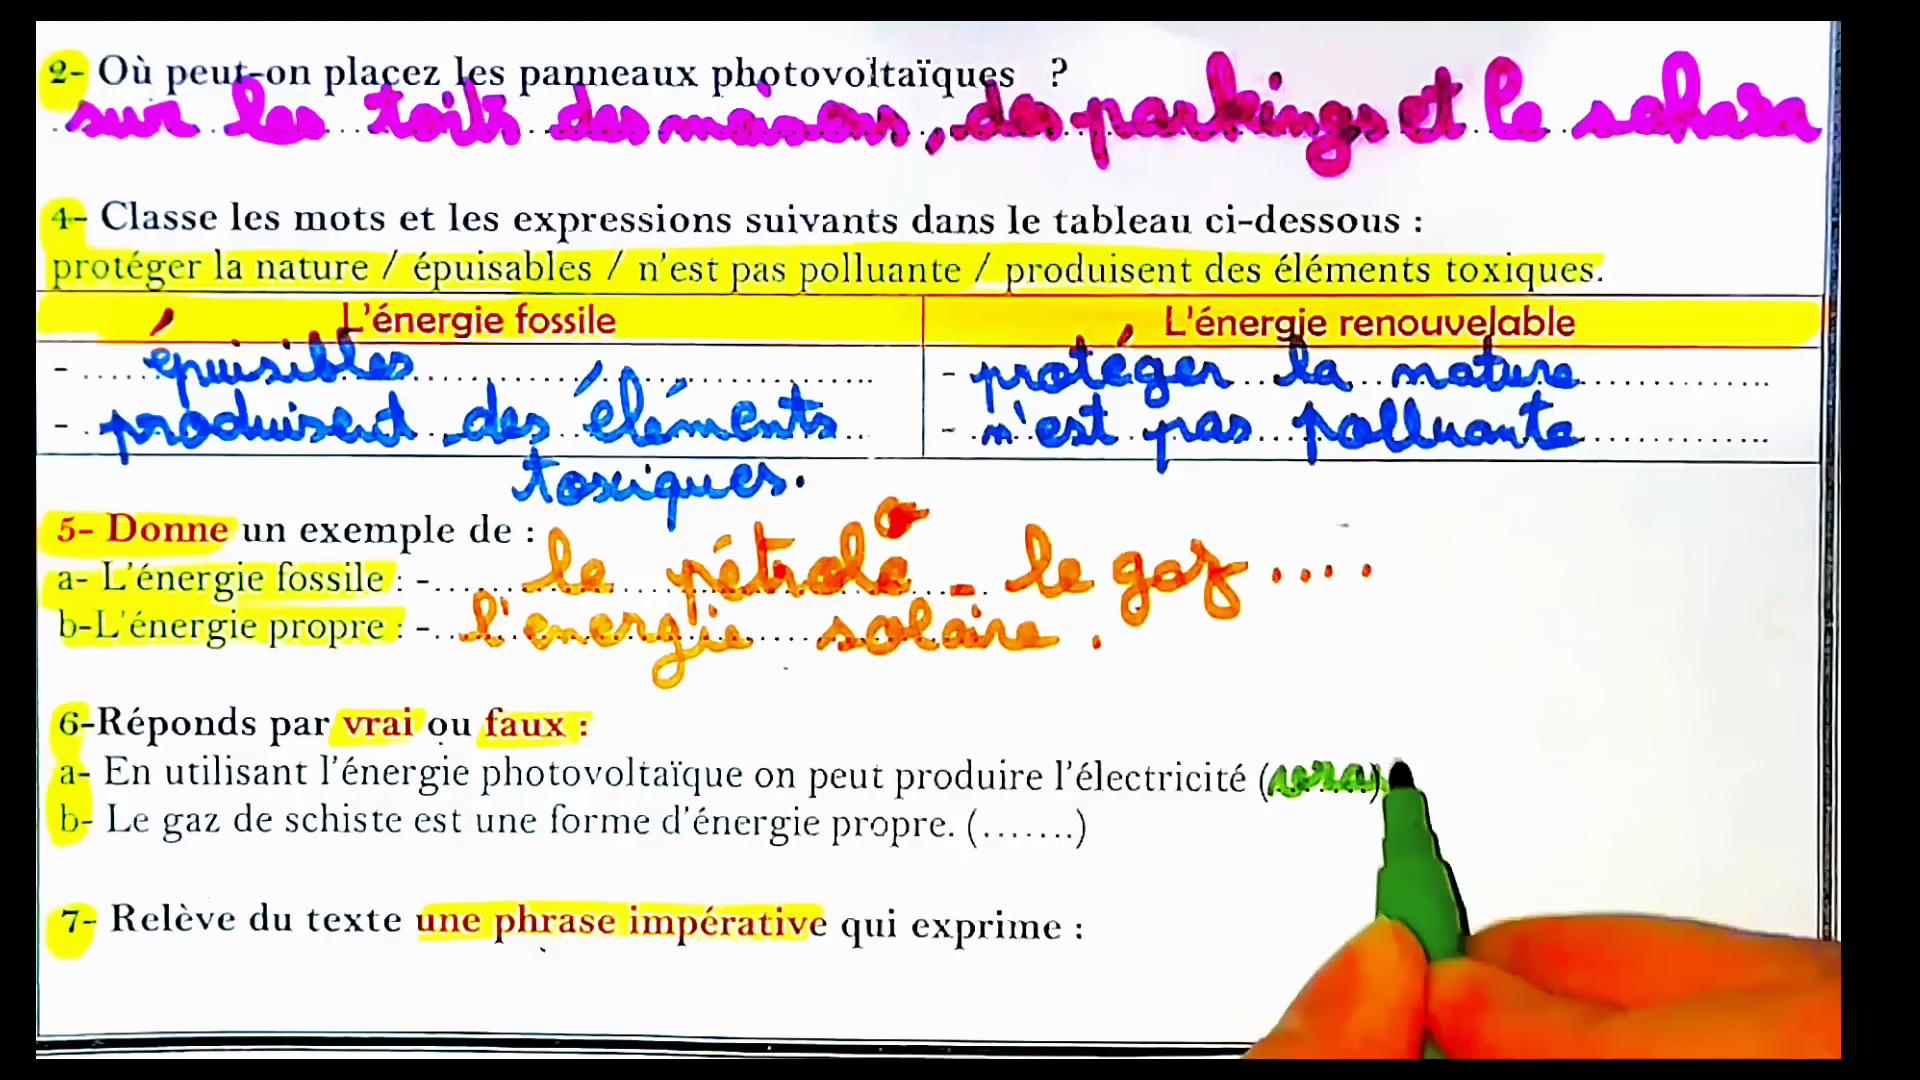 2- Où peut-on placez les panneaux photovoltaïques ?
sur les toits des maisons, des parkings et le sahara
4- Classe les mots et les expressions suivants dans le tableau ci-dessous :
protéger la nature / épuisables / n'est pas polluante / produisent des éléments toxiques.
L'énergie fossile L'énergie renouvelable
- épuisibles - protéger la nature
- produisent des éléments - n'est pas polluante
toxiques.
5- Donne un exemple de :
a- L'énergie fossile : - le pétrole - le gaz ....
b-L'énergie propre : - l'énergie solaire.
6-Réponds par vrai ou faux :
a- En utilisant l'énergie photovoltaïque on peut produire l'électricité (vrai)
b- Le gaz de schiste est une forme d'énergie propre. (.......)
7- Relève du texte une phrase impérative qui exprime :